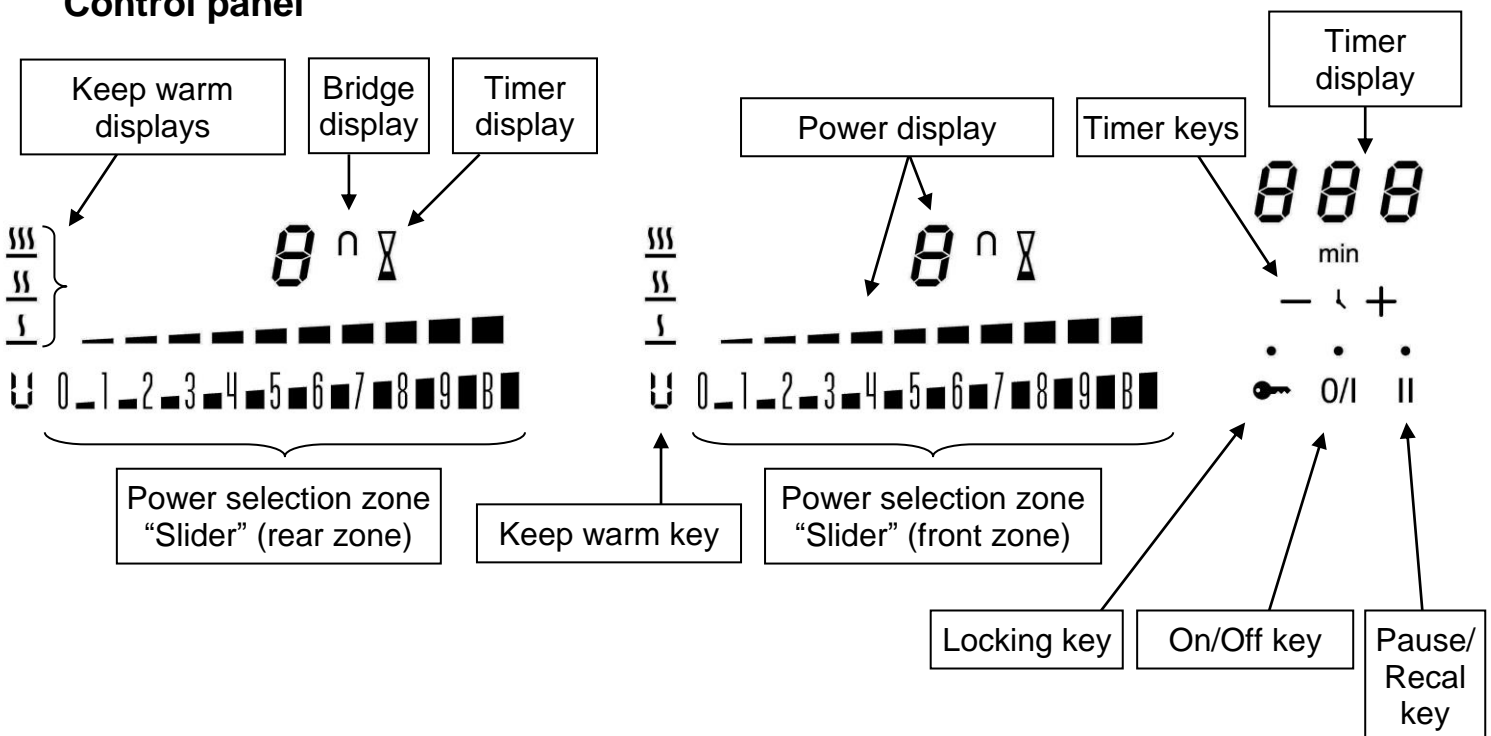 Control panel
Keep warm
displays
Bridge
display
Timer
display
Power display
Timer keys
Timer
display
8
8
888
min
0 1 2 3 4 5 6 7 8 9 B
0 1 2 3 4 5 6 7 8 9 B
0/I
II
Power selection zone
“Slider” (rear zone)
Keep warm key
Power selection zone
“Slider” (front zone)
Locking key
On/Off key
Pause/
Recal
key